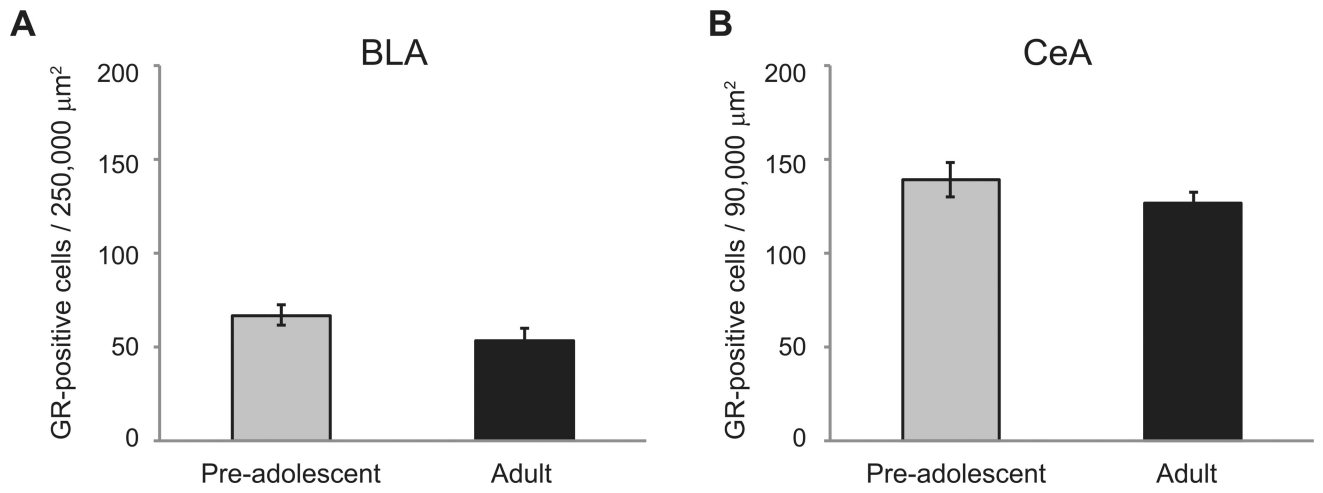 A
BLA
GR-positive cells / 250,000 μm²
200
150
100
50
0
Pre-adolescent
Adult
B
CeA
GR-positive cells / 90,000 μm²
200
150
100
50
0
Pre-adolescent
Adult